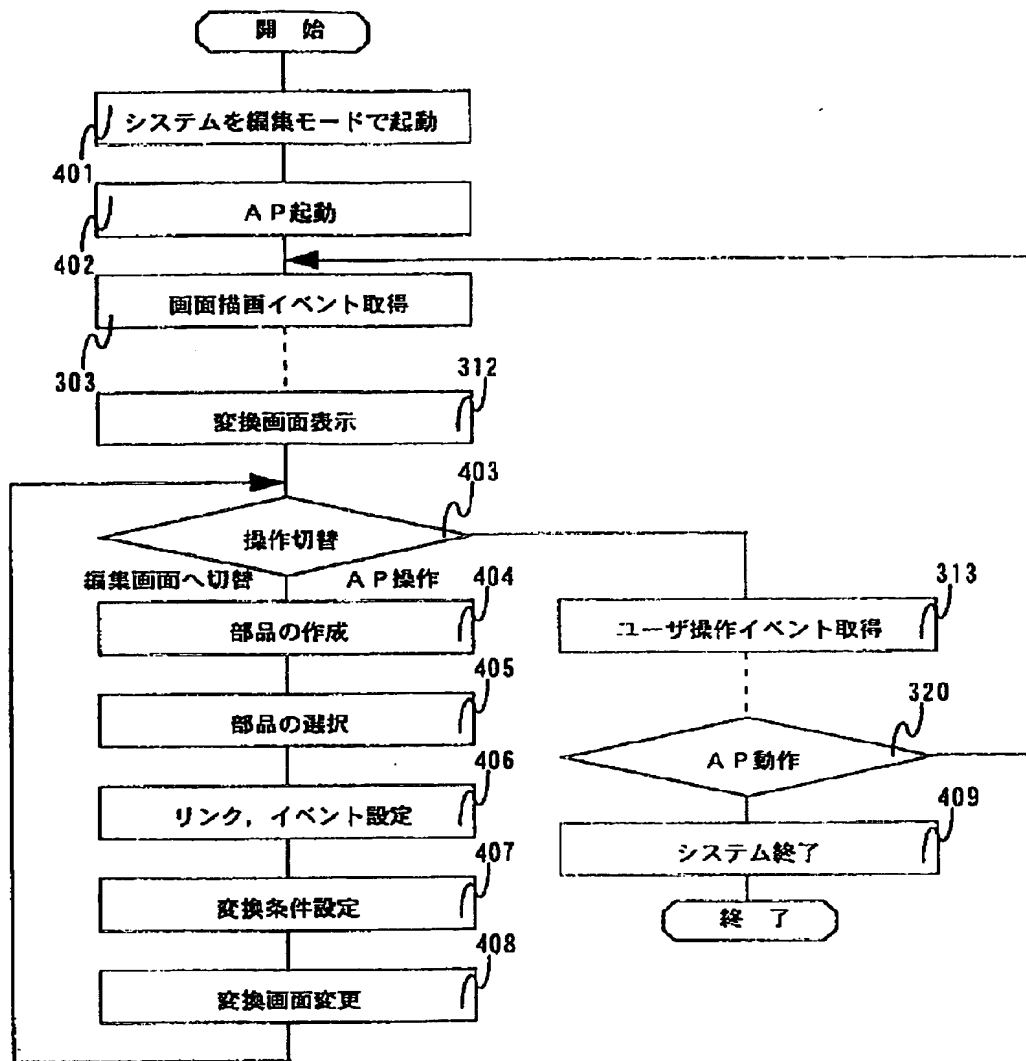 開 始
システムを編集モードで起動
401
AP起動
402
画面描画イベント取得
303
312
変換画面表示
403
操作切替
編集画面へ切替 AP操作
404
部品の作成
405
部品の選択
406
リンク，イベント設定
407
変換条件設定
408
変換画面変更
313
ユーザ操作イベント取得
320
AP動作
409
システム終了
終 了